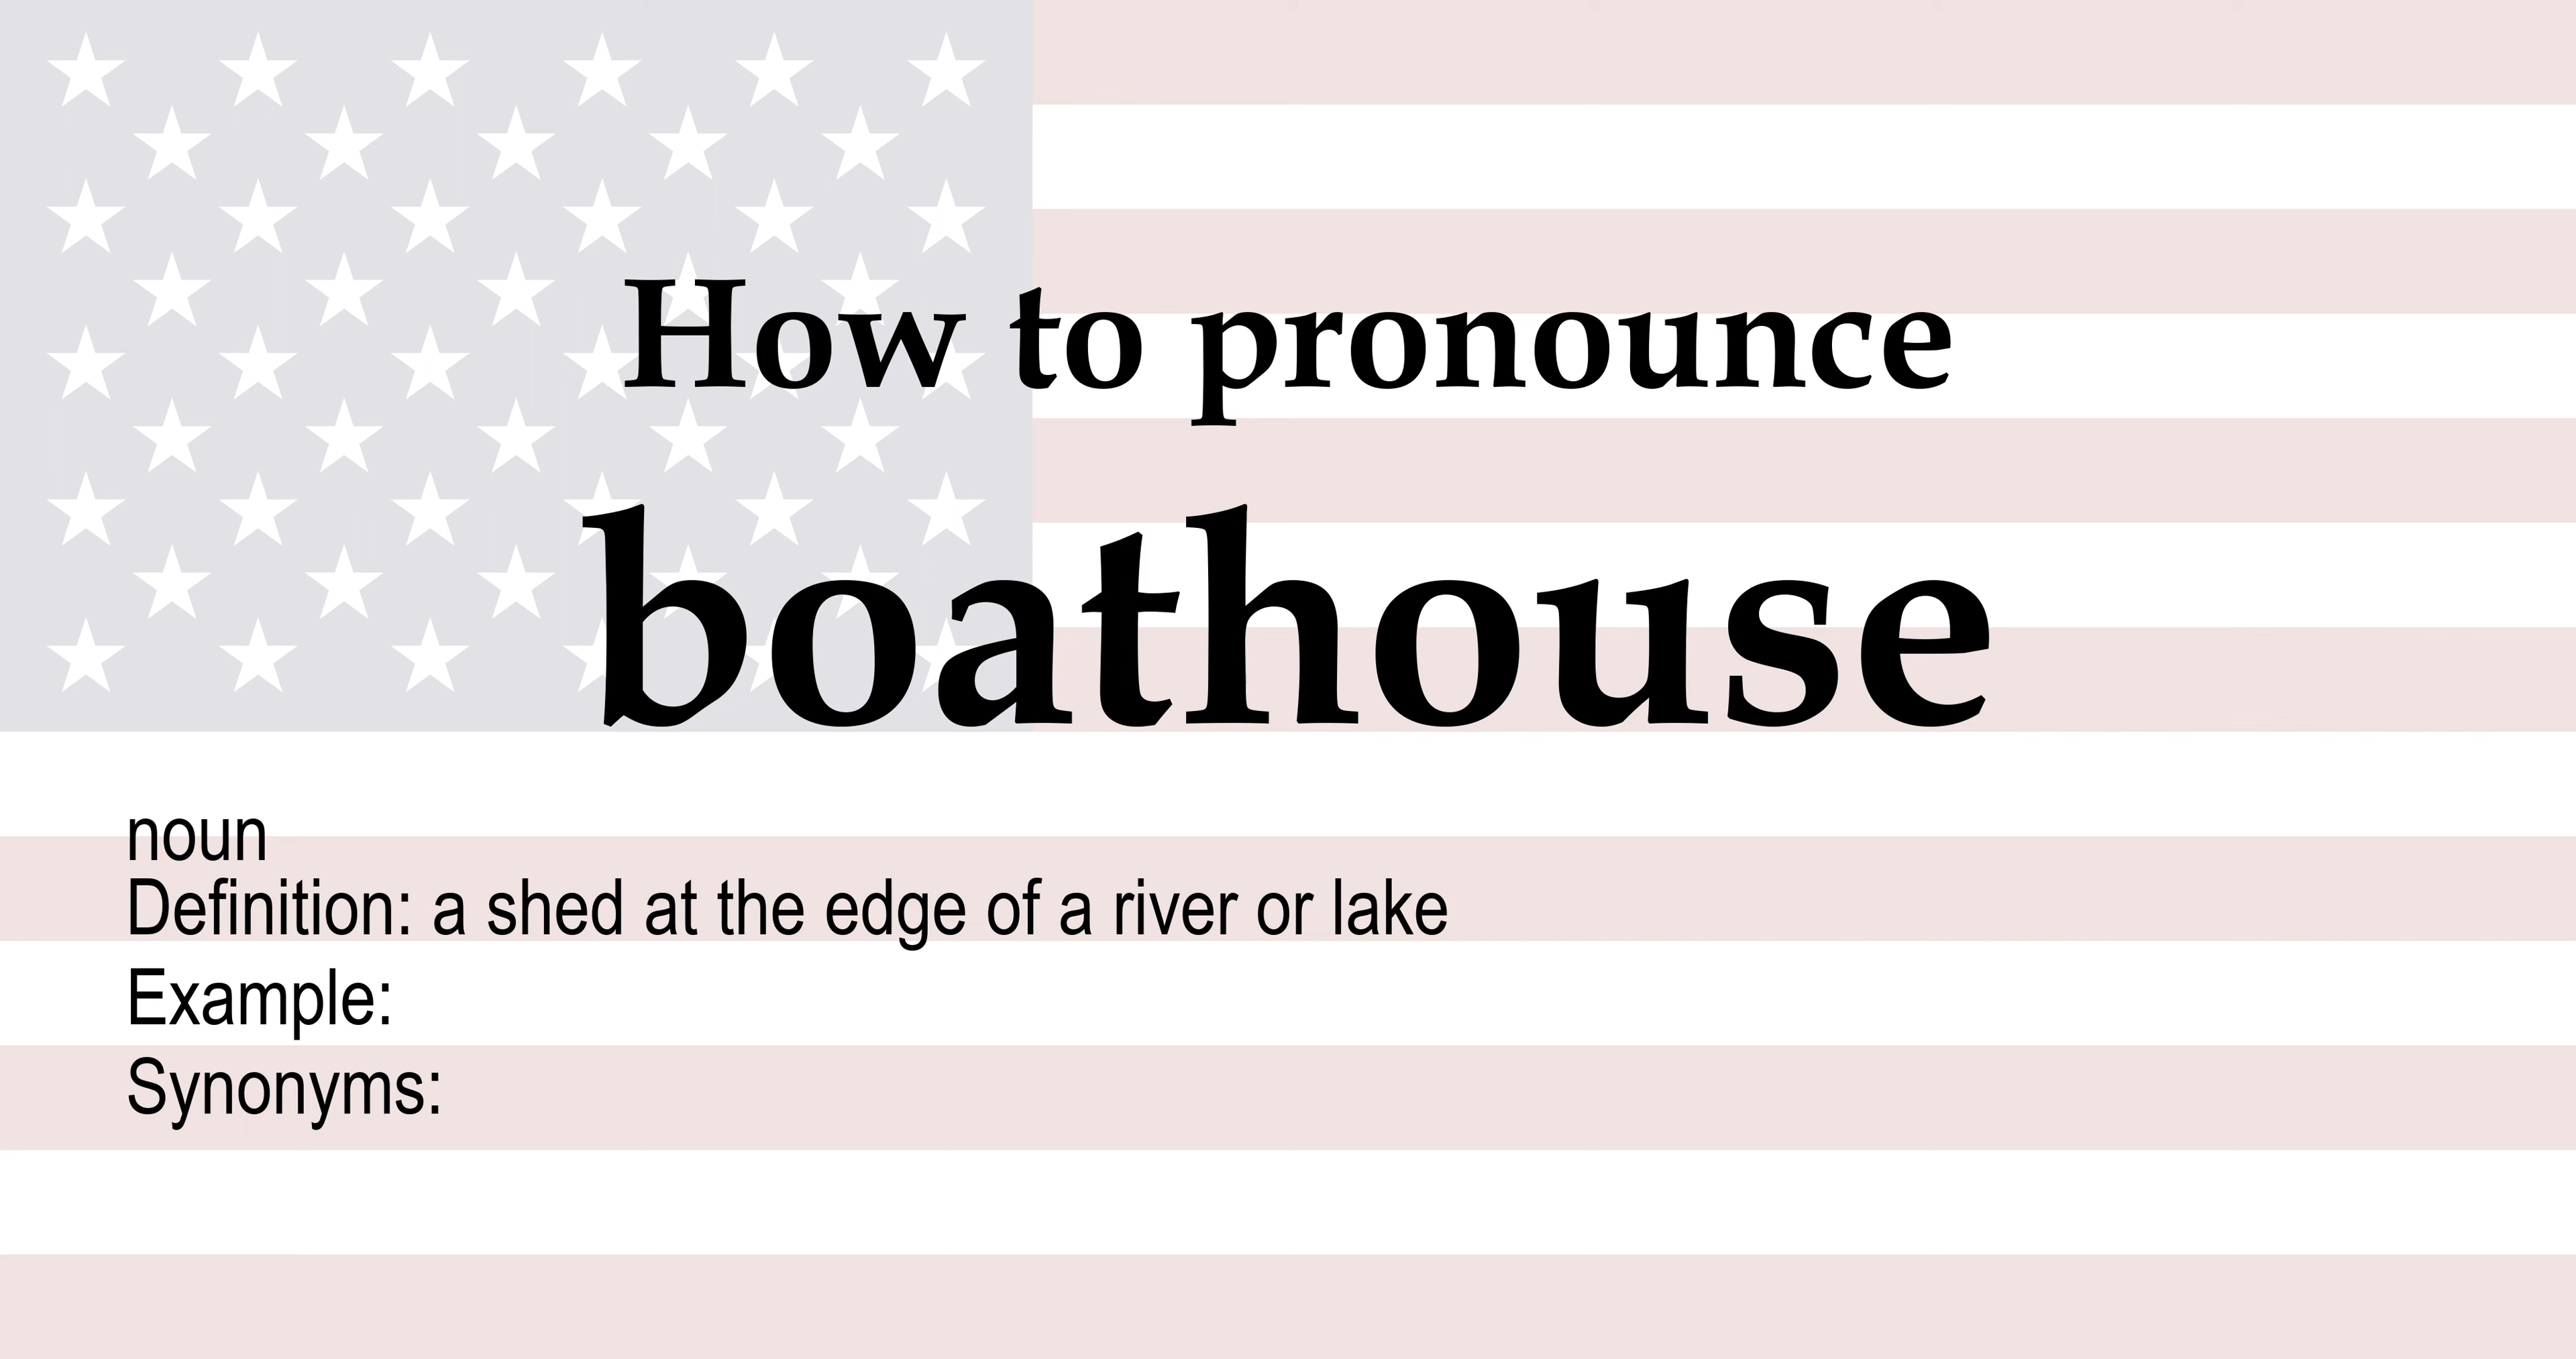 How to pronounce
boathouse
noun
Definition: a shed at the edge of a river or lake
Example:
Synonyms: